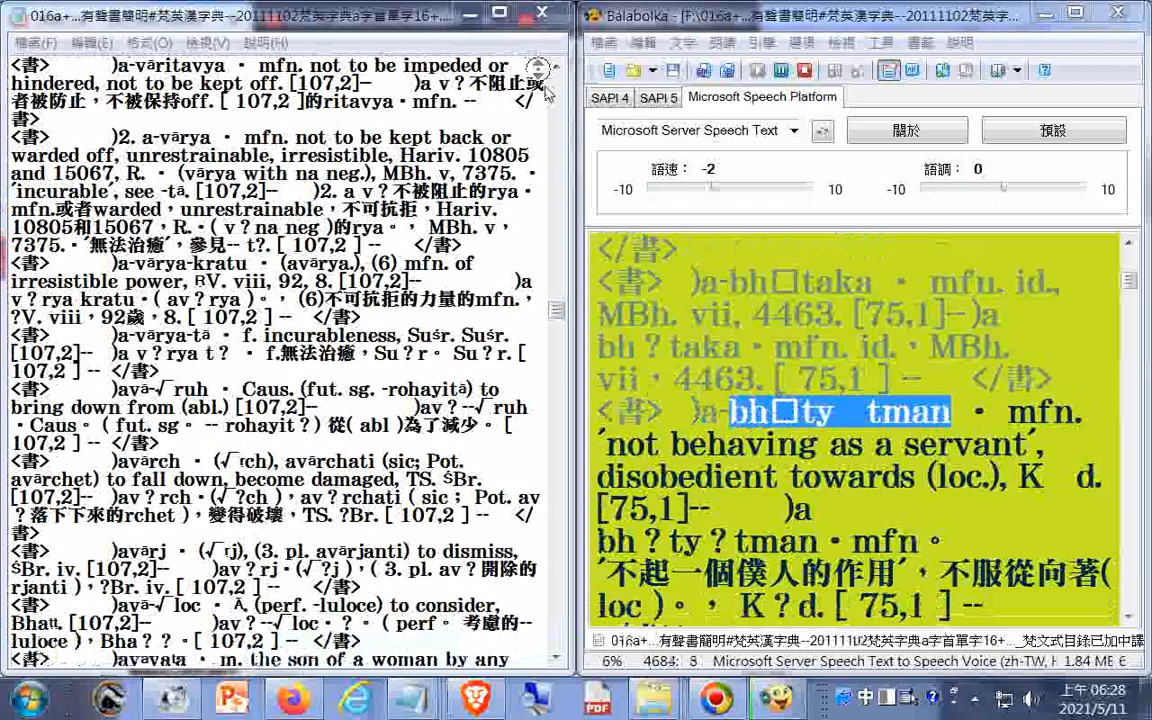 016a+...有聲書簡明#梵英漢字典--20111102梵英字典a字首單字16+...
檔案(F) 編輯(E) 格式(O) 檢視(V) 說明(H)
<書> )a-vāritavya · mfn. not to be impeded or
hindered, not to be kept off. [107,2]-- )a v ? 不阻止或
者被防止，不被保持off. [ 107,2 ]的ritavya · mfn. -- </
書>
<書> )2. a-vārya · mfn. not to be kept back or
warded off, unrestrainable, irresistible, Hariv. 10805
and 15067, R. · (vārya with na neg.), MBh. v, 7375. ·
'incurable', see -tā. [107,2]-- )2. a v ? 不被阻止的rya ·
mfn.或者warded，unrestrainable，不可抗拒，Hariv.
10805和15067，R. · ( v ? na neg )的rya。， MBh. v，
7375. · '無法治癒'，參見-- t?. [ 107,2 ] -- </書>
<書> )a-vārya-kratu · (avārya.), (6) mfn. of
irresistible power, ṚV. viii, 92, 8. [107,2]-- )a
v ? rya kratu · ( av ? rya )。， (6)不可抗拒的力量的mfn.，
?V. viii，92歲，8. [ 107,2 ] -- </書>
<書> )a-vārya-tā · f. incurableness, Suśr. Suśr.
[107,2]-- )a v ? rya t ? · f.無法治癒，Su ? r。 Su ? r. [
107,2 ] -- </書>
<書> )avā-√ ruh · Caus. (fut. sg. -rohayitā) to
bring down from (abl.) [107,2]-- )av ? --√ ruh
· Caus。 ( fut. sg。 -- rohayit ? ) 從( abl )為了減少。 [
107,2 ] -- </書>
<書> )avārch · (√ ṛch), avārchati (sic; Pot.
avārchet) to fall down, become damaged, TS. ŚBr.
[107,2]-- )av ? rch · (√ ?ch )，av ? rchati ( sic； Pot. av
? 落下下來的rchet )，變得破壞，TS. ?Br. [ 107,2 ] -- </
書>
<書> )avārj · (√ ṛj), (3. pl. avārjanti) to dismiss,
ŚBr. iv. [107,2]-- )av ? rj · (√ ?j )，( 3. pl. av ? 開除的
rjanti )，?Br. iv. [ 107,2 ] -- </書>
<書> )avā-√ loc · Ā. (perf. -luloce) to consider,
Bhaṭṭ. [107,2]-- )av ? --√ loc · ?。 ( perf。 考慮的--
luloce )，Bha ? ? · [ 107,2 ] -- </書>
<書> )avāvaṭa · m. the son of a woman by any
Balabolka - [F:\016a+...有聲書簡明#梵英漢字典--20111102梵英字...
檔案 編輯 文字 朗讀 引擎 選項 檢視 工具 書籤 說明
SAPI 4 SAPI 5 Microsoft Speech Platform
Microsoft Server Speech Text 關於 預設
語速： -2 語調： 0
-10 10 -10 10
</書>
<書> )a-bh□taka · mfu. id.,
MBh. vii, 4463. [75,1]-- )a
bh ? taka · mfn. id. ，MBh.
vii，4463. [ 75,1 ] -- </書>
<書> )a-bh□ty tman · mfn.
'not behaving as a servant',
disobedient towards (loc.), K d.
[75,1]-- )a
bh ? ty ? tman · mfn。
'不起一個僕人的作用'，不服從向著(
loc )。， K ? d. [ 75,1 ] --
016a+...有聲書簡明#梵英漢字典--20111102梵英字典a字首單字16+..._梵文式目錄已加中譯
6% 4684: 8 Microsoft Server Speech Text to Speech Voice (zh-TW, H 1.84 MB
中
上午 06:28
2021/5/11